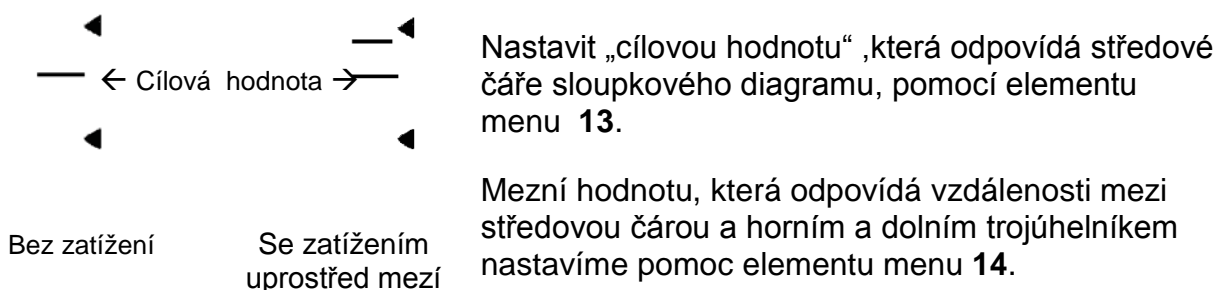 ← Cílová hodnota →
Bez zatížení
Se zatížením
uprostřed mezí
Nastavit „cílovou hodnotu“ ,která odpovídá středové
čáře sloupkového diagramu, pomocí elementu
menu 13.
Mezní hodnotu, která odpovídá vzdálenosti mezi
středovou čárou a horním a dolním trojúhelníkem
nastavíme pomoc elementu menu 14.